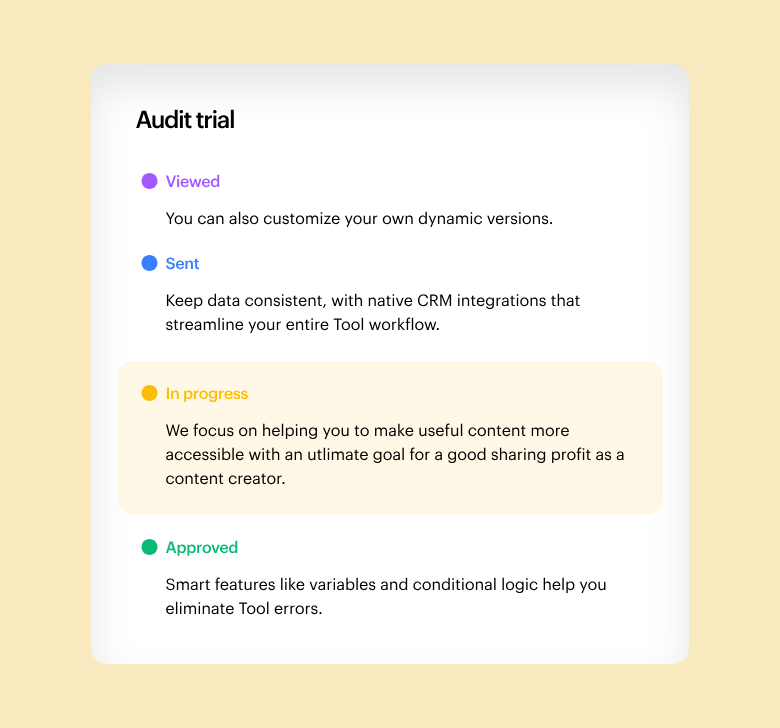 Audit trial
Viewed
You can also customize your own dynamic versions.
Sent
Keep data consistent, with native CRM integrations that
streamline your entire Tool workflow.
In progress
We focus on helping you to make useful content more
accessible with an utlimate goal for a good sharing profit as a
content creator.
Approved
Smart features like variables and conditional logic help you
eliminate Tool errors.